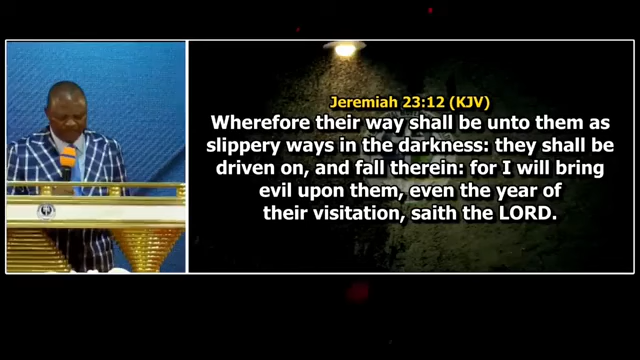 Jeremiah 23:12 (KJV)
Wherefore their way shall be unto them as
slippery ways in the darkness: they shall be
driven on, and fall therein: for I will bring
evil upon them, even the year of
their visitation, saith the LORD.